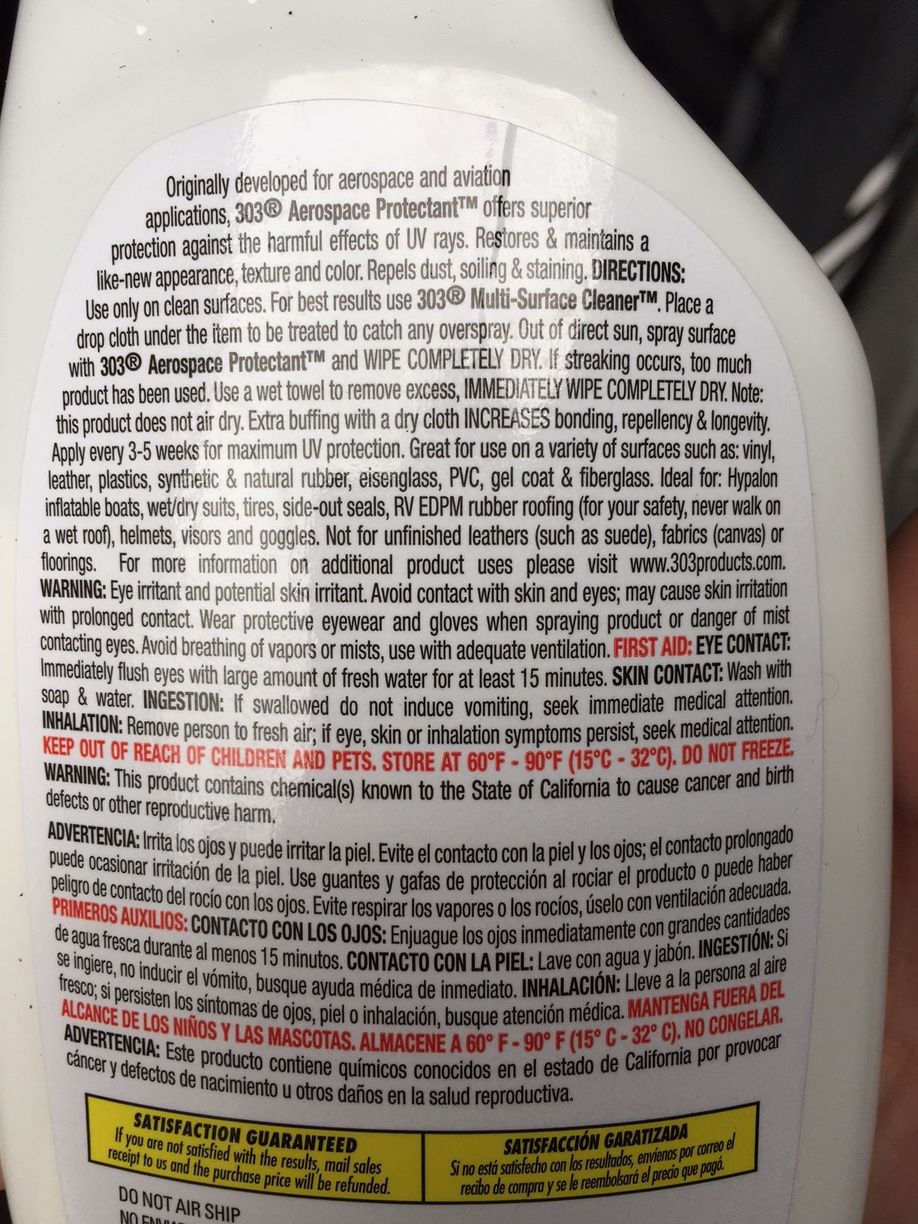 Originally developed for aerospace and aviation
applications, 303® Aerospace Protectant™ offers superior
protection against the harmful effects of UV rays. Restores & maintains a
like-new appearance, texture and color. Repels dust, soiling & staining. DIRECTIONS:
Use only on clean surfaces. For best results use 303® Multi-Surface Cleaner™. Place a
drop cloth under the item to be treated to catch any overspray. Out of direct sun, spray surface
with 303® Aerospace Protectant™ and WIPE COMPLETELY DRY. If streaking occurs, too much
product has been used. Use a wet towel to remove excess, IMMEDIATELY WIPE COMPLETELY DRY. Note:
this product does not air dry. Extra buffing with a dry cloth INCREASES bonding, repellency & longevity.
Apply every 3-5 weeks for maximum UV protection. Great for use on a variety of surfaces such as: vinyl,
leather, plastics, synthetic & natural rubber, eisenglass, PVC, gel coat & fiberglass. Ideal for: Hypalon
inflatable boats, wet/dry suits, tires, side-out seals, RV EDPM rubber roofing (for your safety, never walk on
a wet roof), helmets, visors and goggles. Not for unfinished leathers (such as suede), fabrics (canvas) or
floorings. For more information on additional product uses please visit www.303products.com.
WARNING: Eye irritant and potential skin irritant. Avoid contact with skin and eyes; may cause skin irritation
with prolonged contact. Wear protective eyewear and gloves when spraying product or danger of mist
contacting eyes. Avoid breathing of vapors or mists, use with adequate ventilation. FIRST AID: EYE CONTACT:
Immediately flush eyes with large amount of fresh water for at least 15 minutes. SKIN CONTACT: Wash with
soap & water. INGESTION: If swallowed do not induce vomiting, seek immediate medical attention.
INHALATION: Remove person to fresh air; if eye, skin or inhalation symptoms persist, seek medical attention.
KEEP OUT OF REACH OF CHILDREN AND PETS. STORE AT 60°F - 90°F (15°C - 32°C). DO NOT FREEZE.
WARNING: This product contains chemical(s) known to the State of California to cause cancer and birth
defects or other reproductive harm.
ADVERTENCIA: Irrita los ojos y puede irritar la piel. Evite el contacto con la piel y los ojos; el contacto prolongado
puede ocasionar irritación de la piel. Use guantes y gafas de protección al rociar el producto o puede haber
peligro de contacto del rocío con los ojos. Evite respirar los vapores o los rocíos, úselo con ventilación adecuada.
PRIMEROS AUXILIOS: CONTACTO CON LOS OJOS: Enjuague los ojos inmediatamente con grandes cantidades
de agua fresca durante al menos 15 minutos. CONTACTO CON LA PIEL: Lave con agua y jabón. INGESTIÓN: Si
se ingiere, no inducir el vómito, busque ayuda médica de inmediato. INHALACIÓN: Lleve a la persona al aire
fresco; si persisten los síntomas de ojos, piel o inhalación, busque atención médica. MANTENGA FUERA DEL
ALCANCE DE LOS NIÑOS Y LAS MASCOTAS. ALMACENE A 60° F - 90° F (15° C - 32° C). NO CONGELAR.
ADVERTENCIA: Este producto contiene químicos conocidos en el estado de California por provocar
cáncer y defectos de nacimiento u otros daños en la salud reproductiva.
SATISFACTION GUARANTEED
If you are not satisfied with the results, mail sales
receipt to us and the purchase price will be refunded.
SATISFACCIÓN GARATIZADA
Si no está satisfecho con los resultados, envíenos por correo el
recibo de compra y se le reembolsará el precio que pagó.
DO NOT AIR SHIP
NO